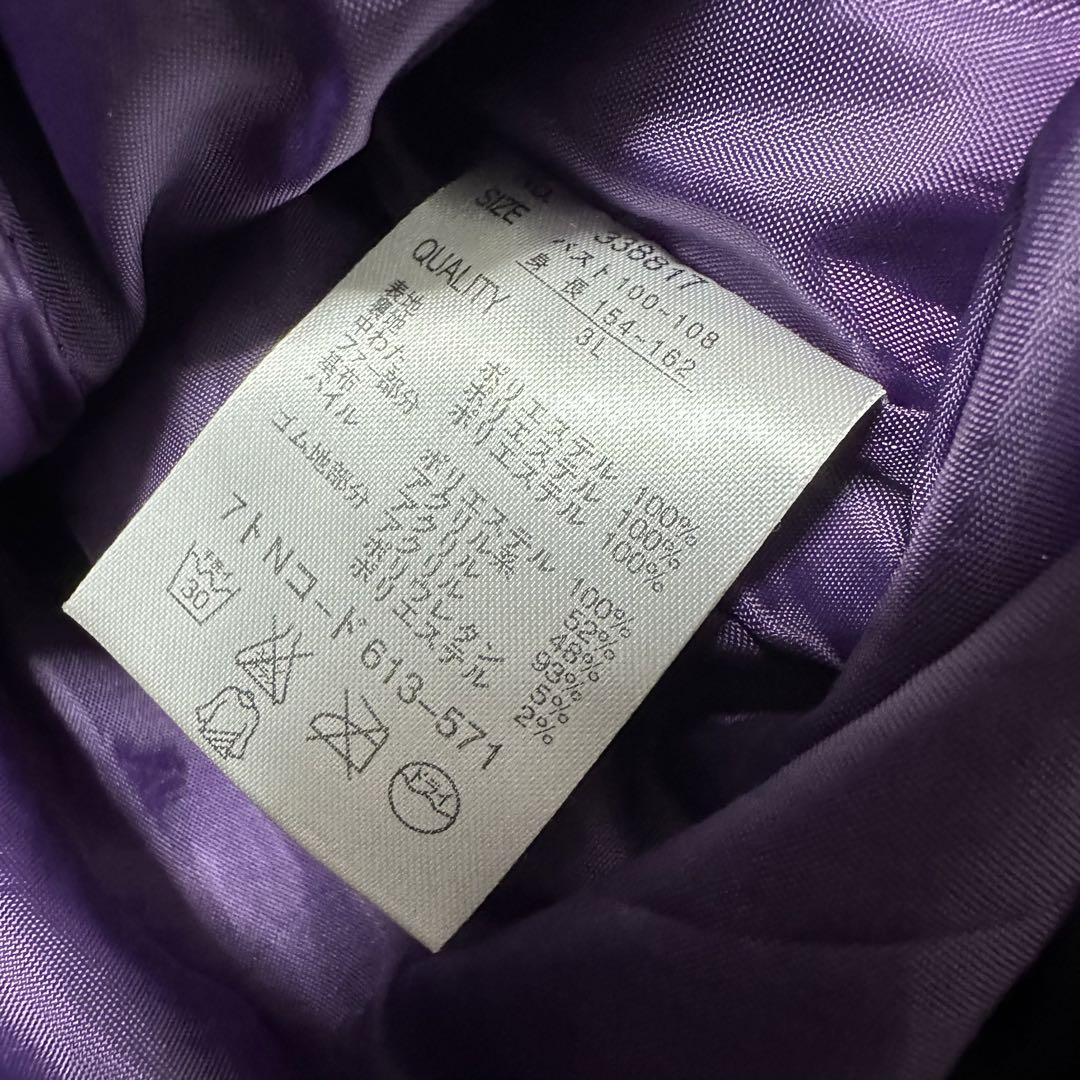 No.
338817
SIZE
バスト100-108
身長154-162
3L
QUALITY
表地 ポリエステル 100%
裏地 ポリエステル 100%
中わた ポリエステル 100%
ファー部分
基布 ポリエステル 100%
パイル アクリル系 52%
アクリル 48%
ゴム地部分 アクリル 93%
ポリウレタン 5%
ポリエステル 2%
フトNコード613-571
30
ドライ